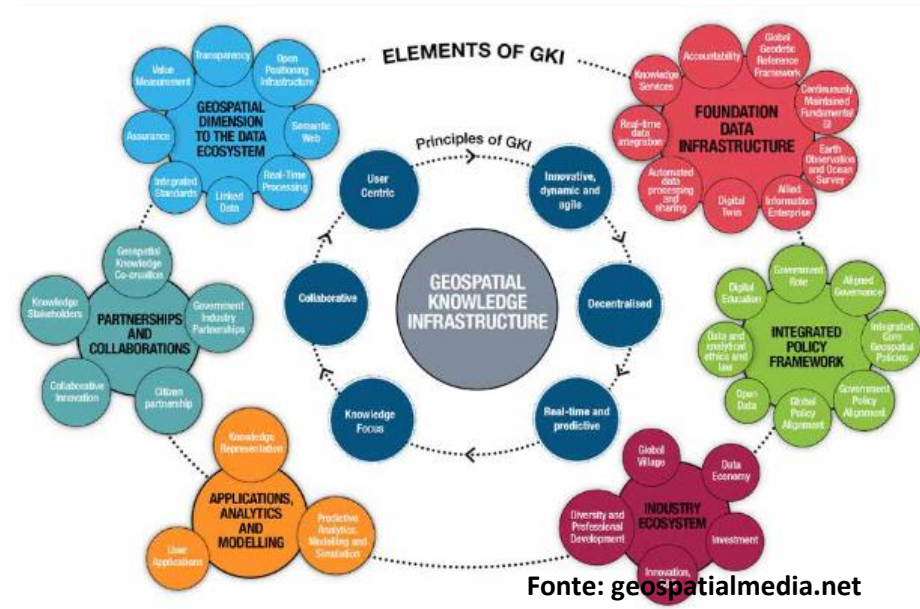 ELEMENTS OF GKI
Principles of GKI
GEOSPATIAL
KNOWLEDGE
INFRASTRUCTURE
User
Centric
Innovative,
dynamic and
agile
Decentralised
Real-time and
predictive
Knowledge
Focus
Collaborative
GEOSPATIAL
DIMENSION
TO THE DATA
ECOSYSTEM
Value
Measurement
Transparency
Open
Positioning
Infrastructure
Semantic
Web
Real-Time
Processing
Linked
Data
Integrated
Standards
Assurance
FOUNDATION
DATA
INFRASTRUCTURE
Knowledge
Services
Accountability
Global
Geodetic
Reference
Framework
Continuously
Maintained
Fundamental
GI
Earth
Observation
and Ocean
Survey
Allied
Information
Enterprise
Digital
Twin
Automated
data
processing
and
sharing
Real-time
data
integration
INTEGRATED
POLICY
FRAMEWORK
Digital
Education
Government
Role
Aligned
Governance
Integrated
Core
Geospatial
Policies
Government
Policy
Alignment
Global
Policy
Alignment
Open
Data
Data and
analytical
ethics and
law
INDUSTRY
ECOSYSTEM
Global
Village
Data
Economy
Investment
Innovation,
Diversity and
Professional
Development
APPLICATIONS,
ANALYTICS
AND
MODELLING
Knowledge
Representation
Predictive
Analytics,
Modelling and
Simulation
User
Applications
PARTNERSHIPS
AND
COLLABORATIONS
Geospatial
Knowledge
Co-creation
Government
Industry
Partnerships
Citizen
partnership
Collaborative
Innovation
Knowledge
Stakeholders
Fonte: geospatialmedia.net